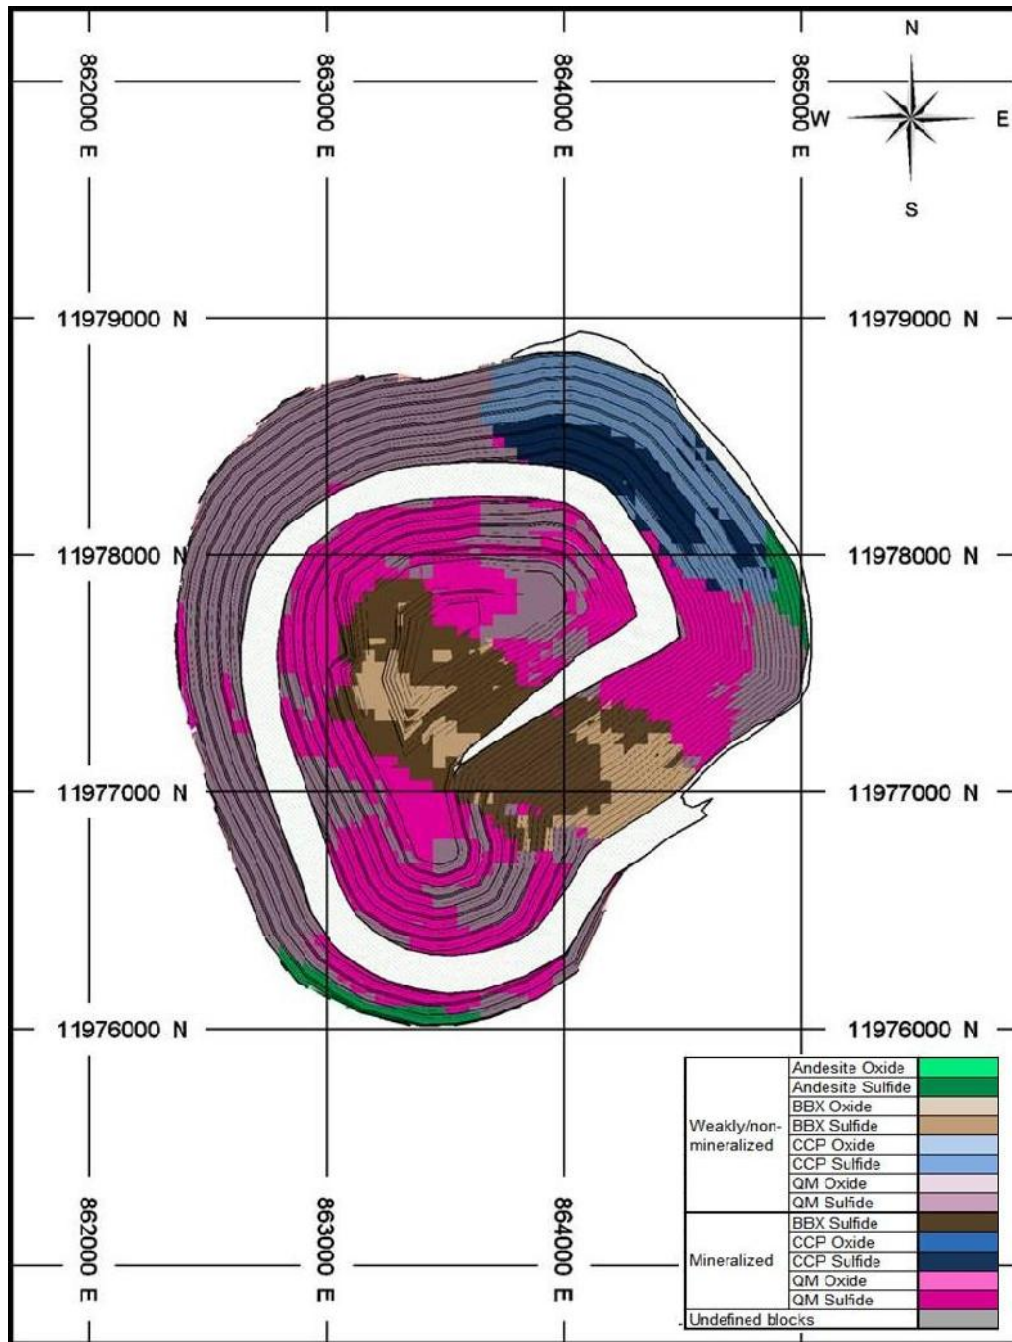 N
862000 E
863000 E
864000 E
865000 E
W
E
S
11979000 N
11979000 N
11978000 N
11978000 N
11977000 N
11977000 N
11976000 N
11976000 N
Weakly/non-
mineralized
Andesite Oxide
Andesite Sulfide
BBX Oxide
BBX Sulfide
CCP Oxide
CCP Sulfide
QM Oxide
QM Sulfide
Mineralized
BBX Sulfide
CCP Oxide
CCP Sulfide
QM Oxide
QM Sulfide
Undefined blocks
862000 E
863000 E
864000 E